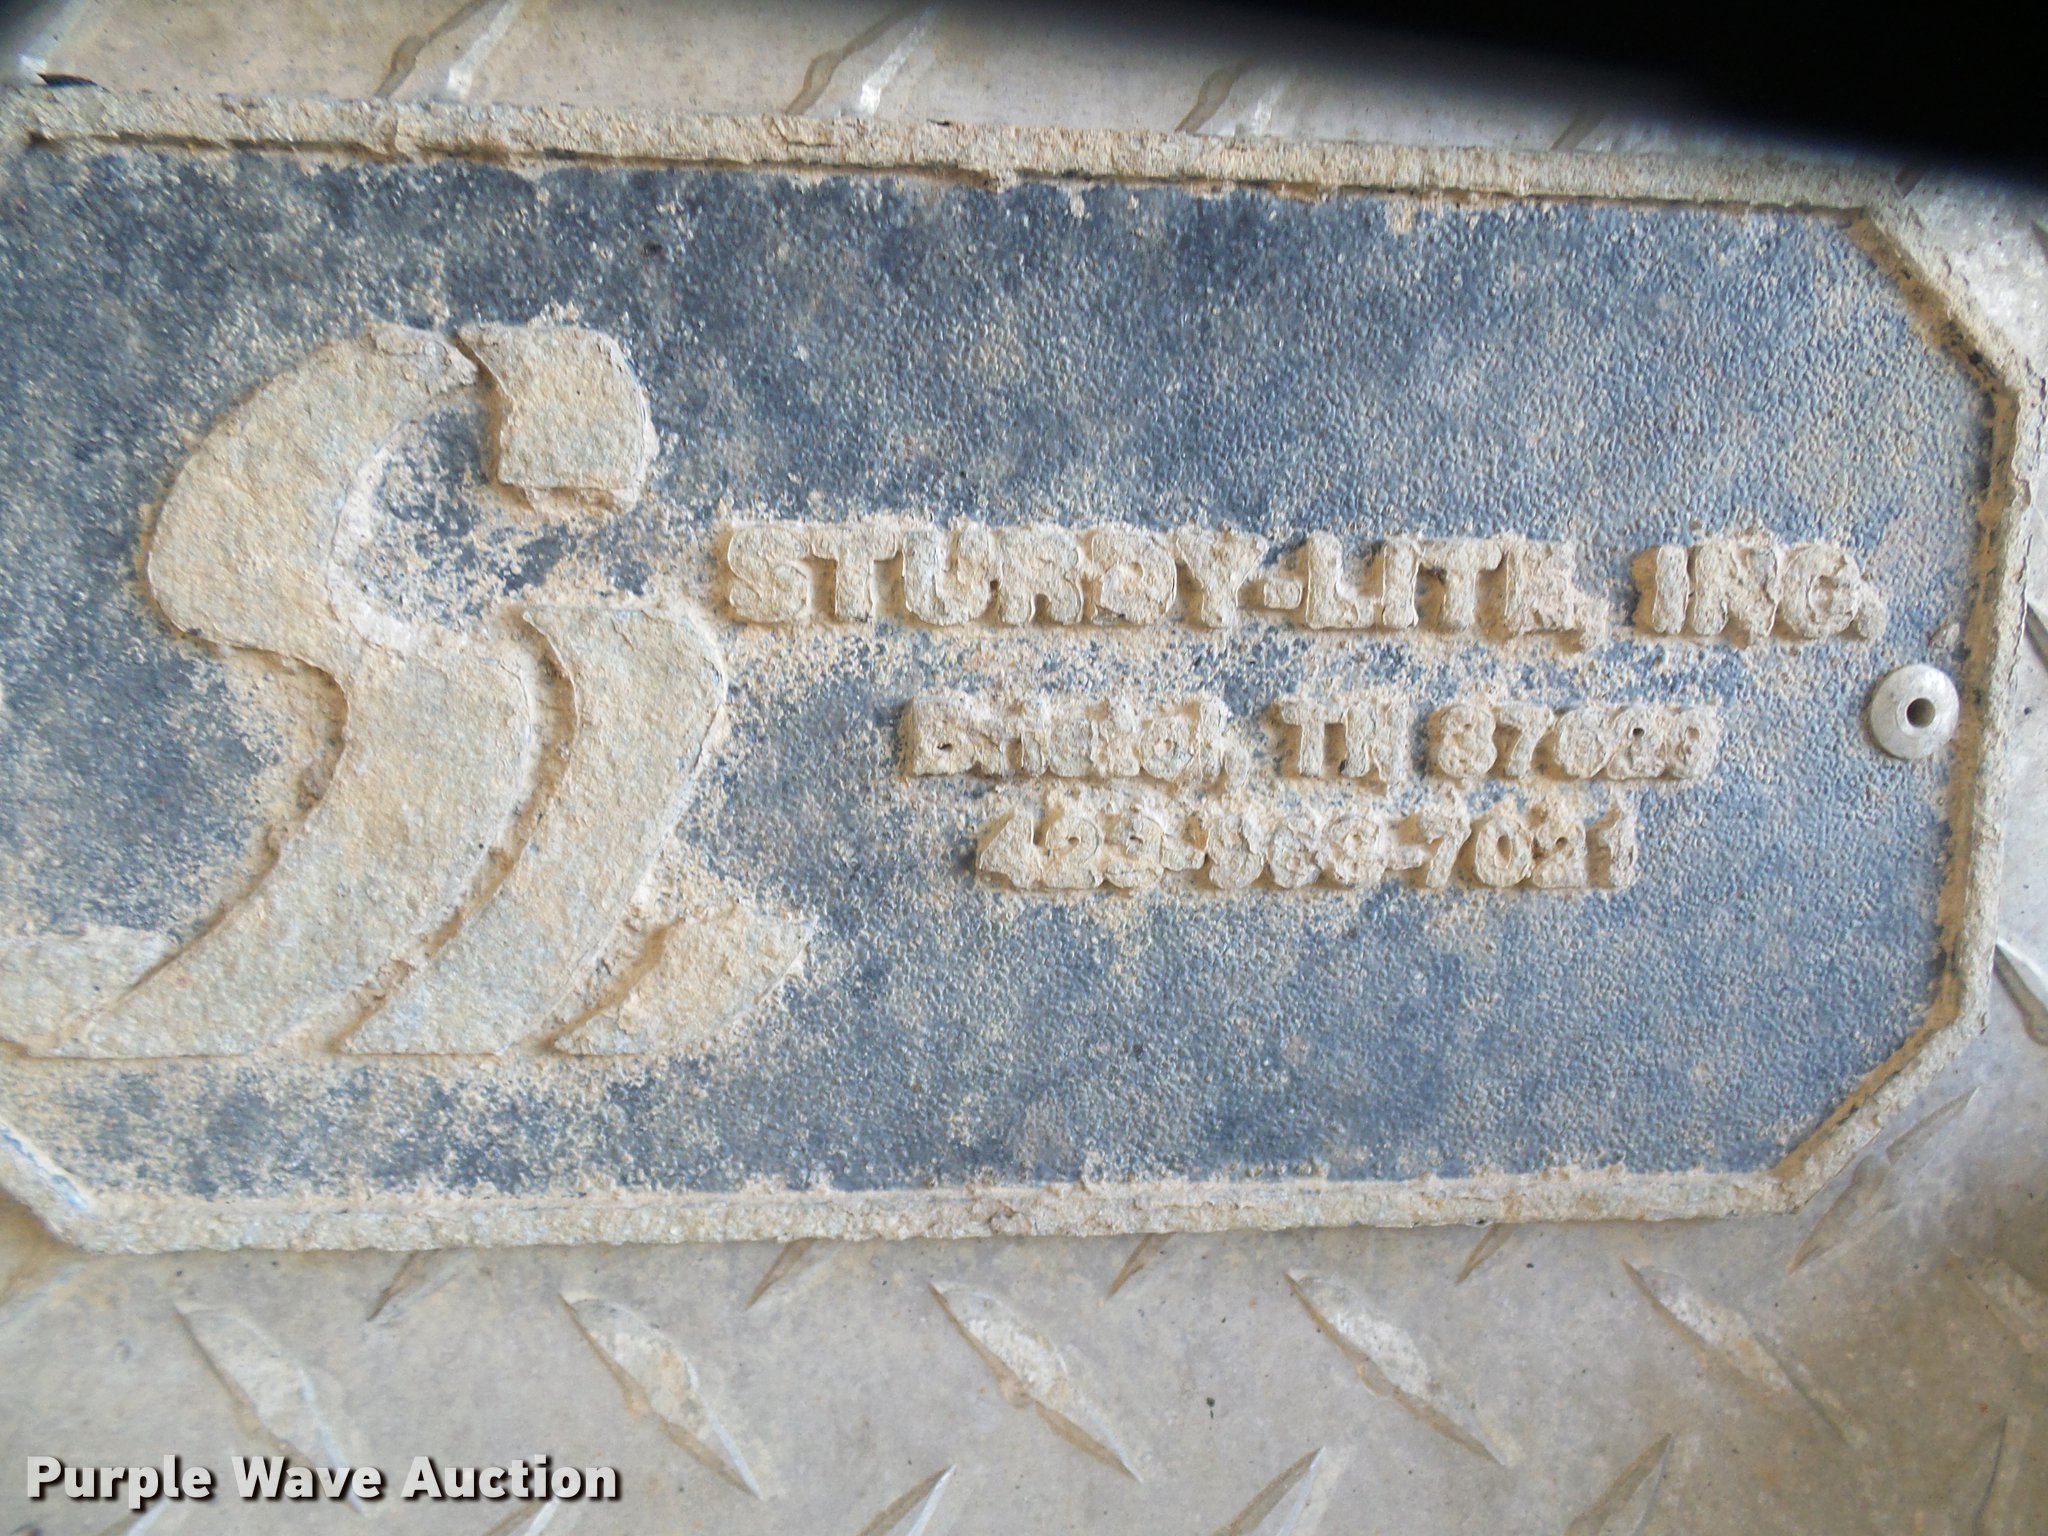 STURDY-LITE, INC.
Bristol, TN 37620
423-968-7021
Purple Wave Auction